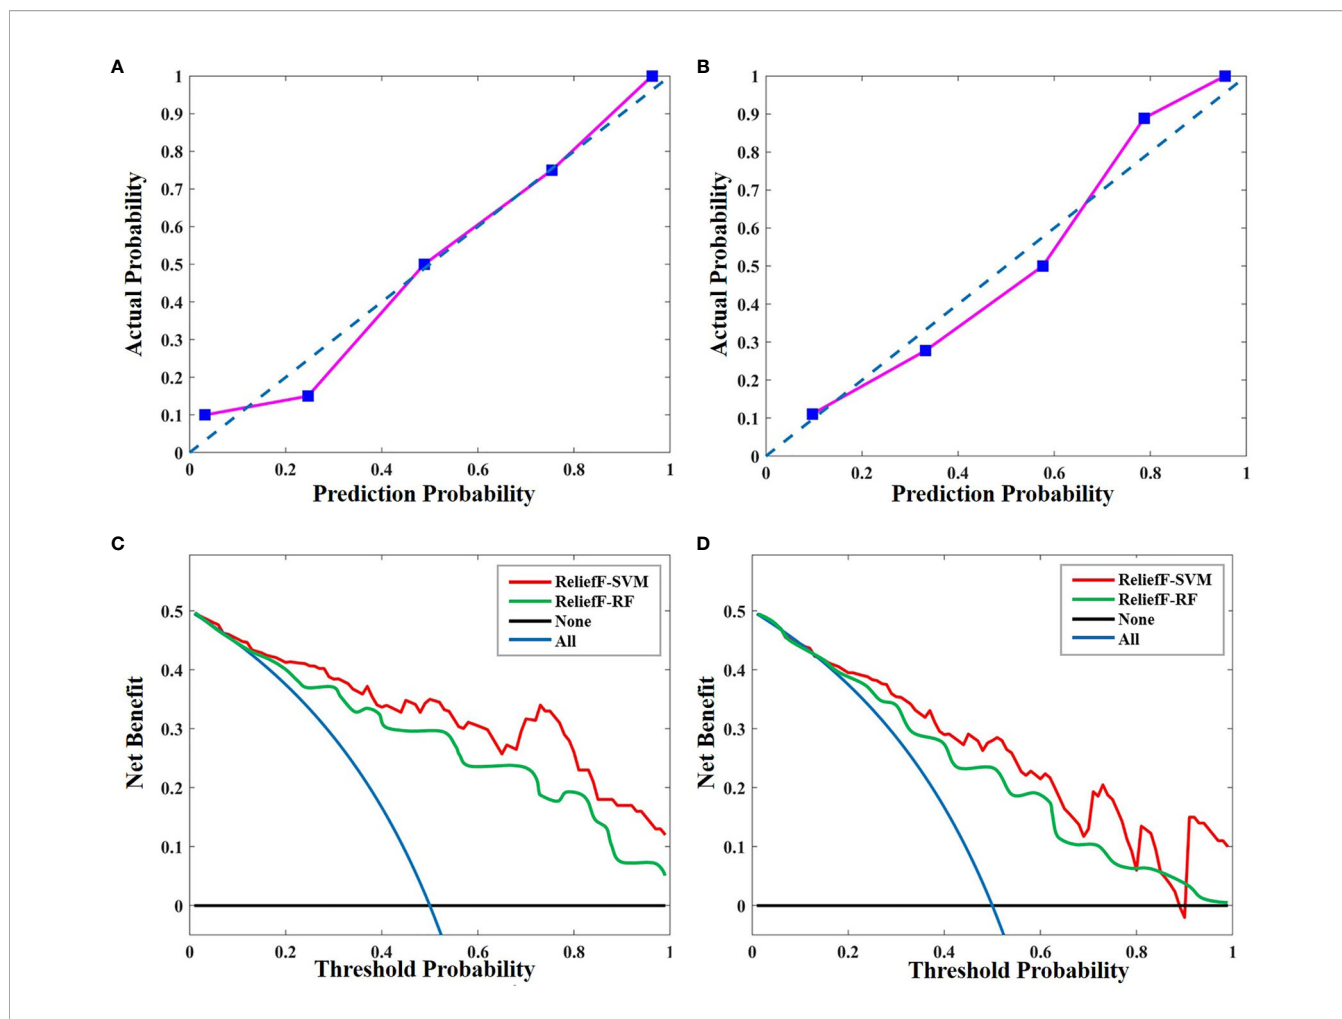 A
1
0.9
0.8
0.7
0.6
0.5
0.4
0.3
0.2
0.1
0
0 0.2 0.4 0.6 0.8 1
Actual Probability
Prediction Probability
B
1
0.9
0.8
0.7
0.6
0.5
0.4
0.3
0.2
0.1
0
0 0.2 0.4 0.6 0.8 1
Actual Probability
Prediction Probability
C
0.5
0.4
0.3
0.2
0.1
0
0 0.2 0.4 0.6 0.8 1
Net Benefit
Threshold Probability
ReliefF-SVM
ReliefF-RF
None
All
D
0.5
0.4
0.3
0.2
0.1
0
0 0.2 0.4 0.6 0.8 1
Net Benefit
Threshold Probability
ReliefF-SVM
ReliefF-RF
None
All